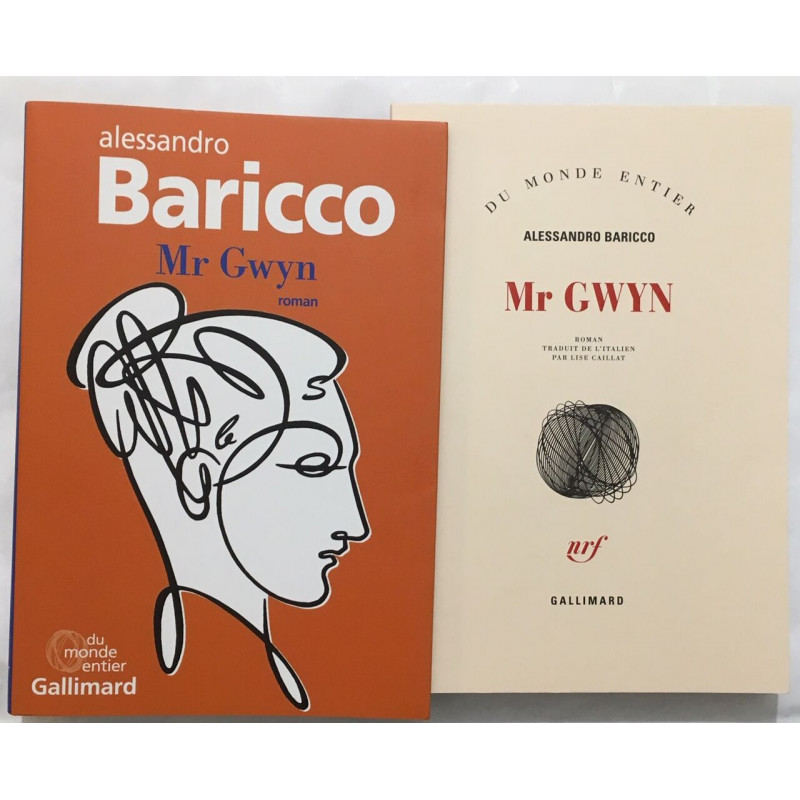 alessandro
Baricco
Mr Gwyn
roman
du
monde
entier
Gallimard
DU MONDE ENTIER
ALESSANDRO BARICCO
Mr GWYN
ROMAN
TRADUIT DE L'ITALIEN
PAR LISE CAILLAT
nrf
GALLIMARD